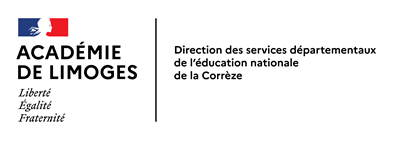 ACADÉMIE
DE LIMOGES
Liberté
Égalité
Fraternité
Direction des services départementaux
de l'éducation nationale
de la Corrèze